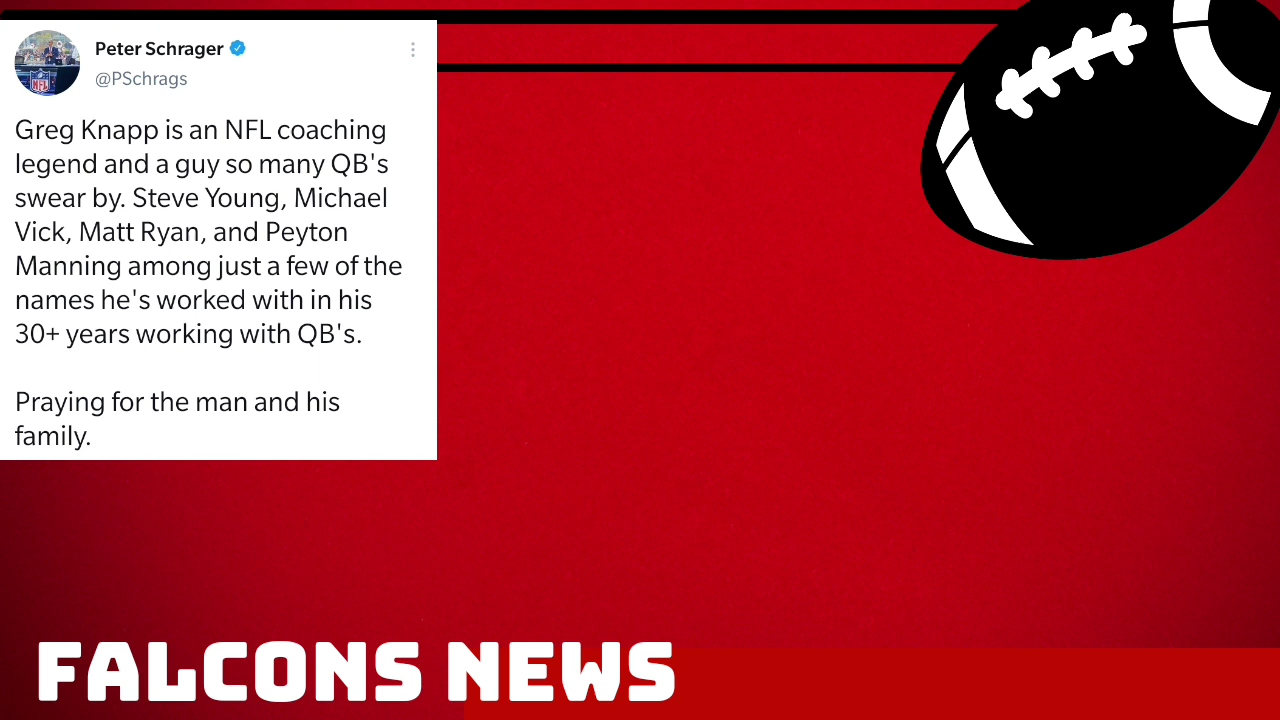 Peter Schrager
@PSchrags
Greg Knapp is an NFL coaching
legend and a guy so many QB's
swear by. Steve Young, Michael
Vick, Matt Ryan, and Peyton
Manning among just a few of the
names he's worked with in his
30+ years working with QB's.
Praying for the man and his
family.
NFL
FALCONS NEWS